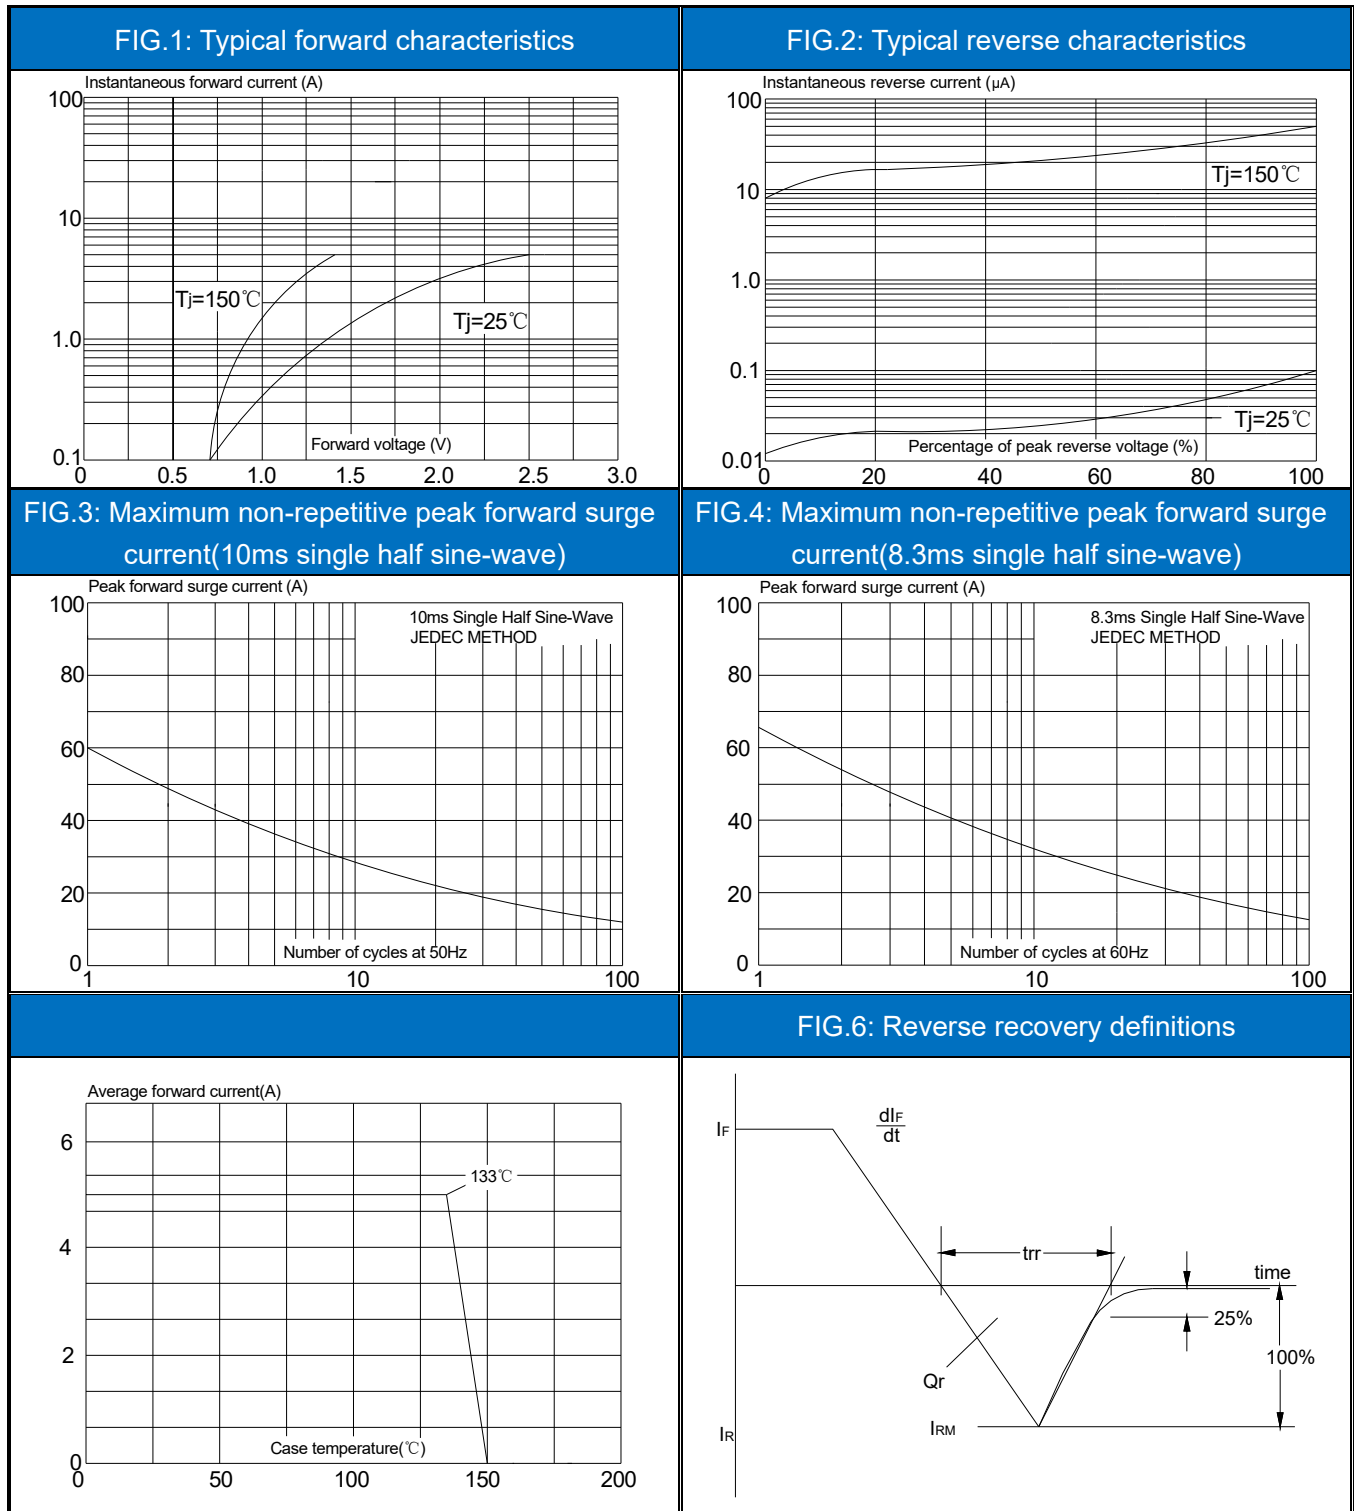 FIG.1: Typical forward characteristics
Instantaneous forward current (A)
100
10
1.0
0.1
Tj=150℃
Tj=25℃
Forward voltage (V)
0 0.5 1.0 1.5 2.0 2.5 3.0
FIG.2: Typical reverse characteristics
Instantaneous reverse current (μA)
100
10
1.0
0.1
0.01
Tj=150℃
Tj=25℃
Percentage of peak reverse voltage (%)
0 20 40 60 80 100
FIG.3: Maximum non-repetitive peak forward surge
current(10ms single half sine-wave)
Peak forward surge current (A)
100
80
60
40
20
0
10ms Single Half Sine-Wave
JEDEC METHOD
Number of cycles at 50Hz
1 10 100
FIG.4: Maximum non-repetitive peak forward surge
current(8.3ms single half sine-wave)
Peak forward surge current (A)
100
80
60
40
20
0
8.3ms Single Half Sine-Wave
JEDEC METHOD
Number of cycles at 60Hz
1 10 100
Average forward current(A)
6
4
2
0
133℃
Case temperature(℃)
0 50 100 150 200
FIG.6: Reverse recovery definitions
IF
dIF
dt
trr
time
25%
100%
Qr
IRM
IR